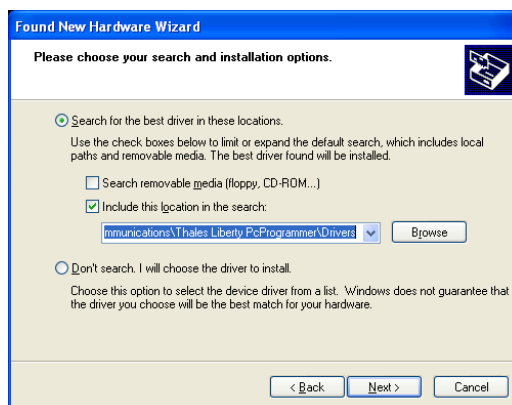 Found New Hardware Wizard
Please choose your search and installation options.
Search for the best driver in these locations.
Use the check boxes below to limit or expand the default search, which includes local
paths and removable media. The best driver found will be installed.
Search removable media (floppy, CD-ROM...)
Include this location in the search:
mmunications\Thales Liberty PcProgrammer\Drivers
Browse
Don't search. I will choose the driver to install.
Choose this option to select the device driver from a list. Windows does not guarantee that
the driver you choose will be the best match for your hardware.
< Back
Next >
Cancel